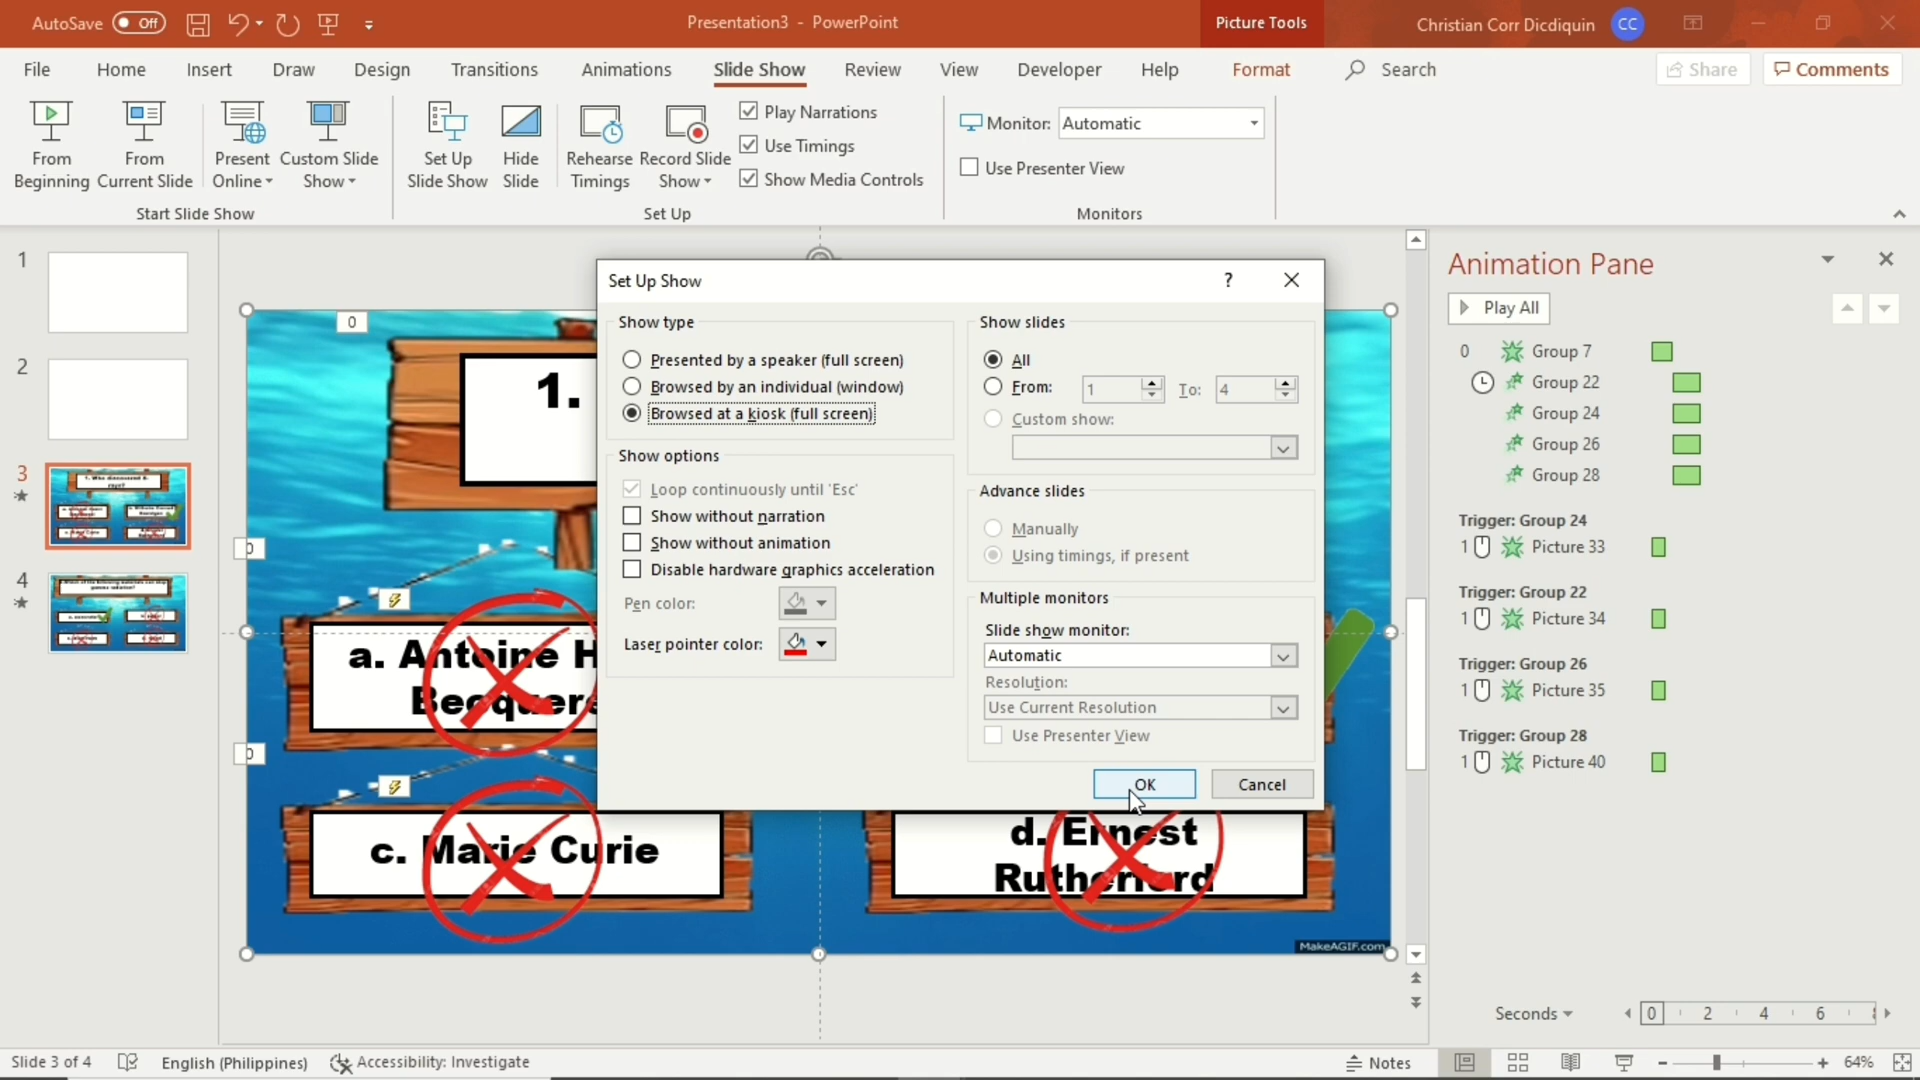 AutoSave Off
Presentation3 - PowerPoint
Picture Tools
Christian Corr Dicdiquin CC
File Home Insert Draw Design Transitions Animations Slide Show Review View Developer Help Format Search Share Comments
From Beginning
From Current Slide
Present Online
Custom Slide Show
Start Slide Show
Set Up Slide Show
Hide Slide
Rehearse Timings
Record Slide Show
Play Narrations
Use Timings
Show Media Controls
Set Up
Monitor: Automatic
Use Presenter View
Monitors
1
2
3
4
0
1.
0
a. Antoine H
Becquere
0
c. Marie Curie
d. Ernest
Rutherford
MakeAGIF.com
Set Up Show ?
Show type
Presented by a speaker (full screen)
Browsed by an individual (window)
Browsed at a kiosk (full screen)
Show options
Loop continuously until 'Esc'
Show without narration
Show without animation
Disable hardware graphics acceleration
Pen color:
Laser pointer color:
Show slides
All
From: 1 To: 4
Custom show:
Advance slides
Manually
Using timings, if present
Multiple monitors
Slide show monitor:
Automatic
Resolution:
Use Current Resolution
Use Presenter View
OK Cancel
Animation Pane
Play All
0 Group 7
Group 22
Group 24
Group 26
Group 28
Trigger: Group 24
1 Picture 33
Trigger: Group 22
1 Picture 34
Trigger: Group 26
1 Picture 35
Trigger: Group 28
1 Picture 40
Seconds 0 2 4 6
Slide 3 of 4 English (Philippines) Accessibility: Investigate Notes 64%